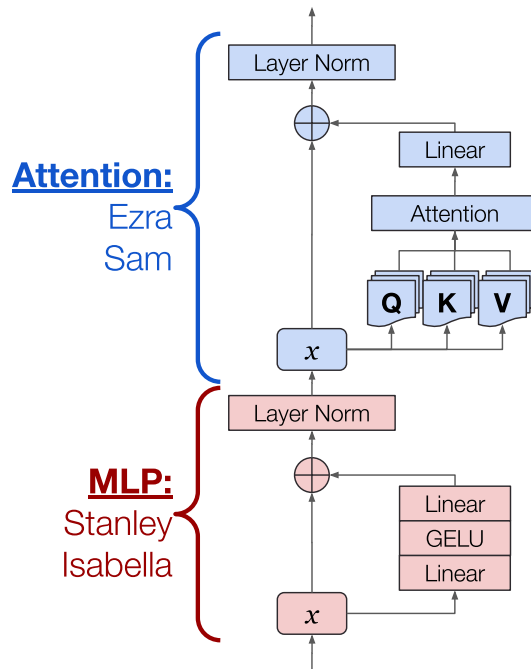 Layer Norm
Linear
Attention:
Ezra
Sam
Attention
Q K V
x
Layer Norm
MLP:
Stanley
Isabella
Linear
GELU
Linear
x